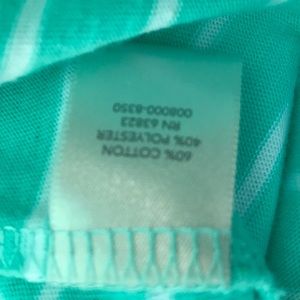 60% COTTON
40% POLYESTER
RN 63823
008000-8350